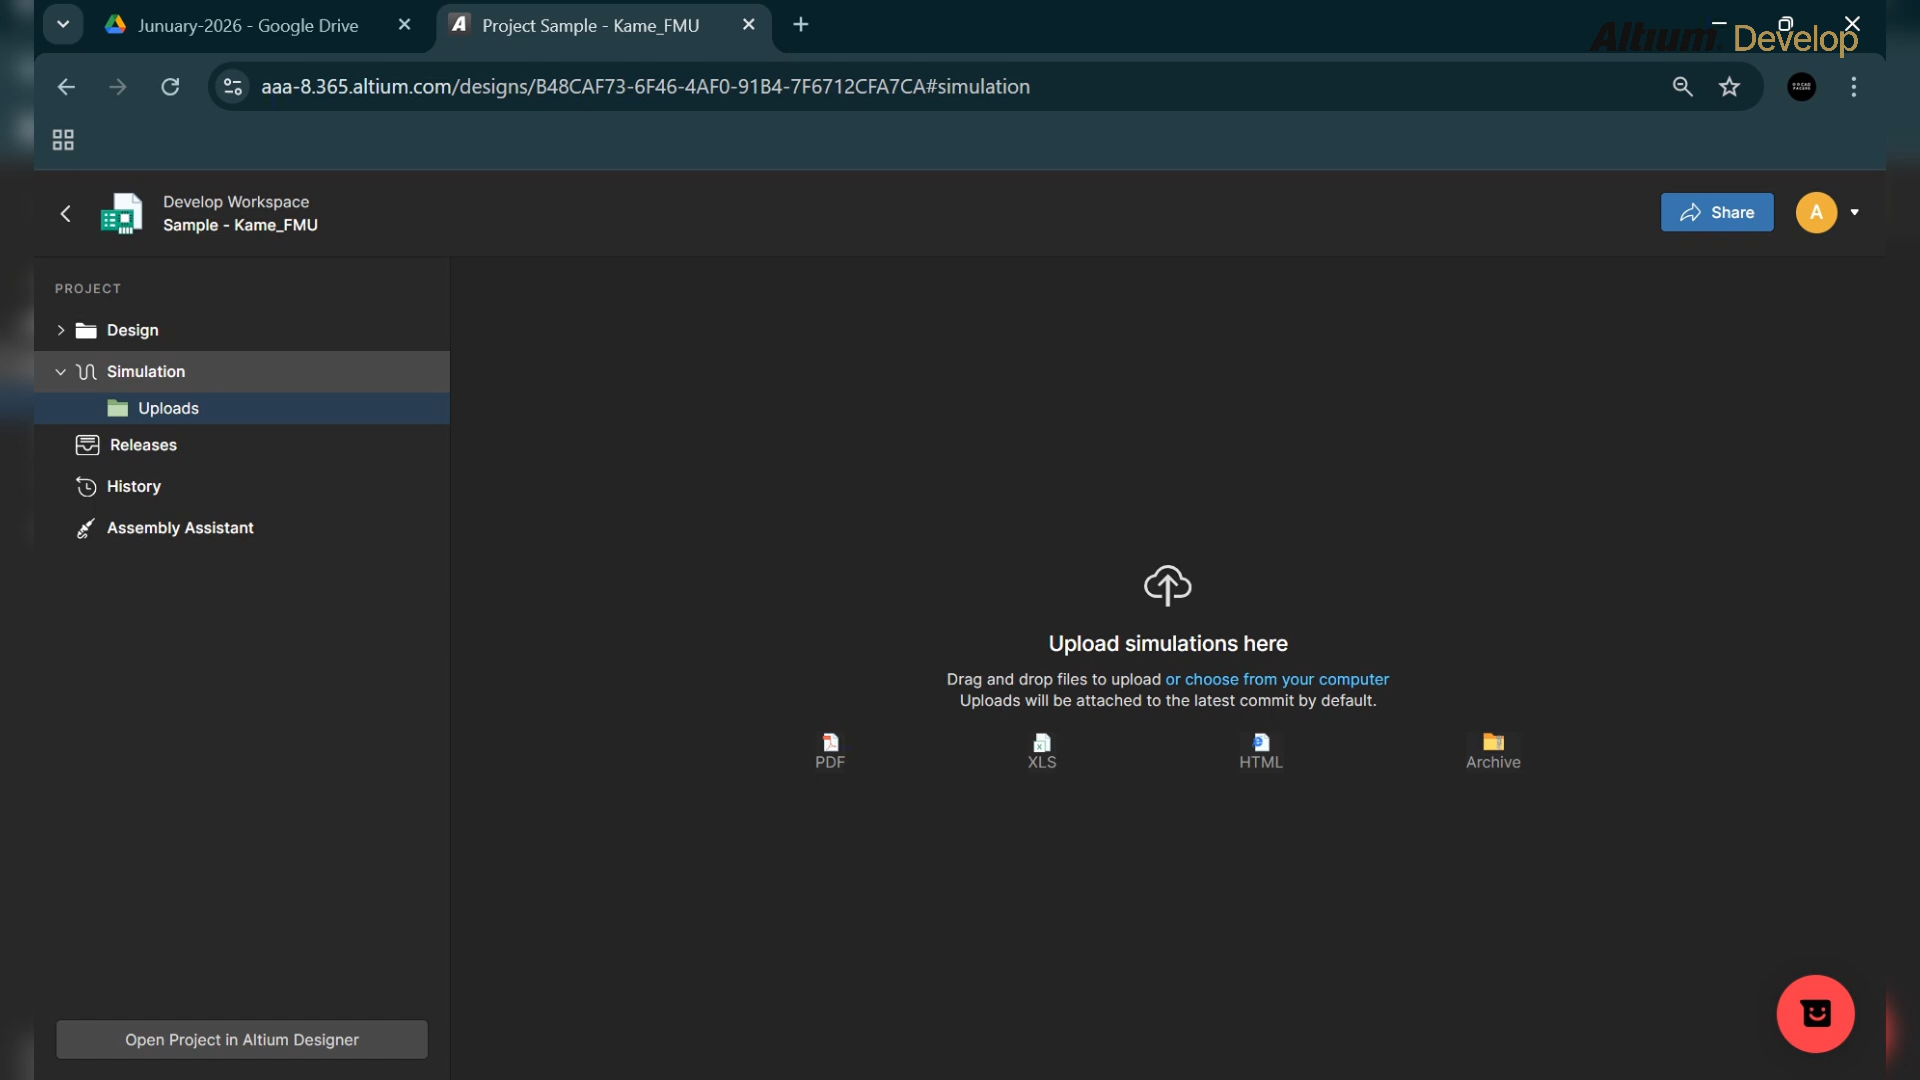 Junuary-2026 - Google Drive
Project Sample - Kame_FMU
Altium Develop
aaa-8.365.altium.com/designs/B48CAF73-6F46-4AF0-91B4-7F6712CFA7CA#simulation
Develop Workspace
Sample - Kame_FMU
Share
A
PROJECT
Design
Simulation
Uploads
Releases
History
Assembly Assistant
Upload simulations here
Drag and drop files to upload or choose from your computer
Uploads will be attached to the latest commit by default.
PDF
XLS
HTML
Archive
Open Project in Altium Designer